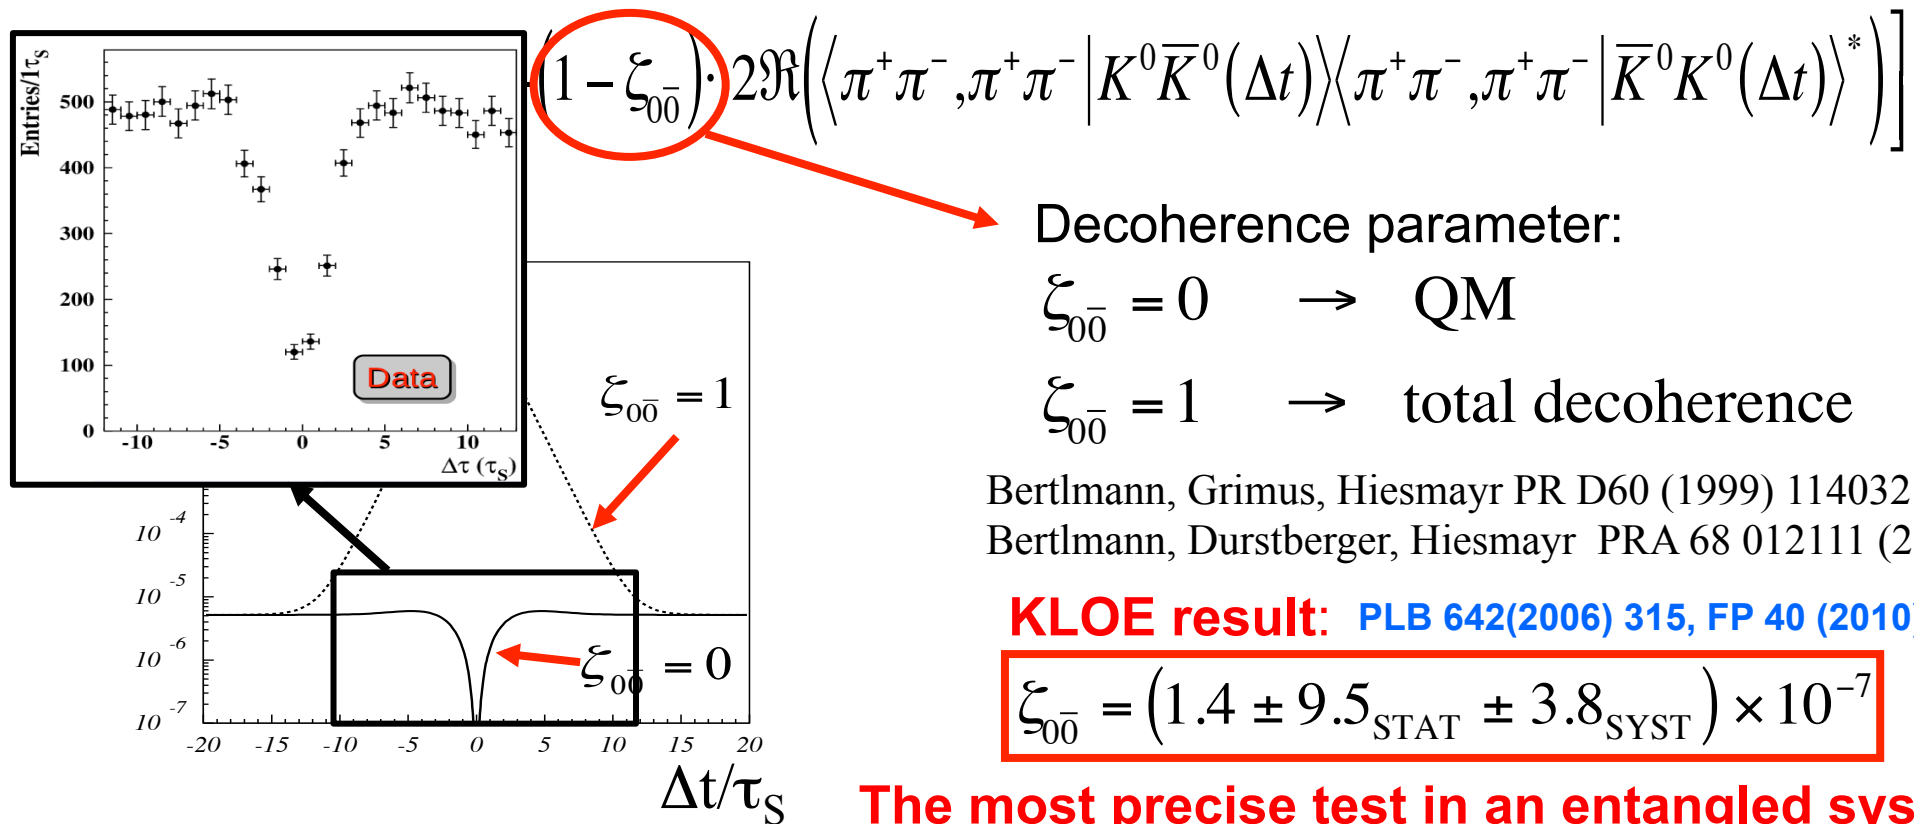 (1 − ζ₀₀̅) · 2ℜ(⟨π⁺π⁻,π⁺π⁻|K⁰K̅⁰(Δt)⟩⟨π⁺π⁻,π⁺π⁻|K̅⁰K⁰(Δt)⟩*)]
Entries/1τS
500
400
300
200
100
0
-10 -5 0 5 10
Δτ (τS)
Data
Decoherence parameter:
ζ₀₀̅ = 0 → QM
ζ₀₀̅ = 1 → total decoherence
ζ₀₀̅ = 1
10⁻⁴
10⁻⁵
10⁻⁶
10⁻⁷
ζ₀₀̅ = 0
-20 -15 -10 -5 0 5 10 15 20
Δt/τS
Bertlmann, Grimus, Hiesmayr PR D60 (1999) 114032
Bertlmann, Durstberger, Hiesmayr PRA 68 012111 (2
KLOE result: PLB 642(2006) 315, FP 40 (2010)
ζ₀₀̅ = (1.4 ± 9.5STAT ± 3.8SYST) × 10⁻⁷
The most precise test in an entangled sys